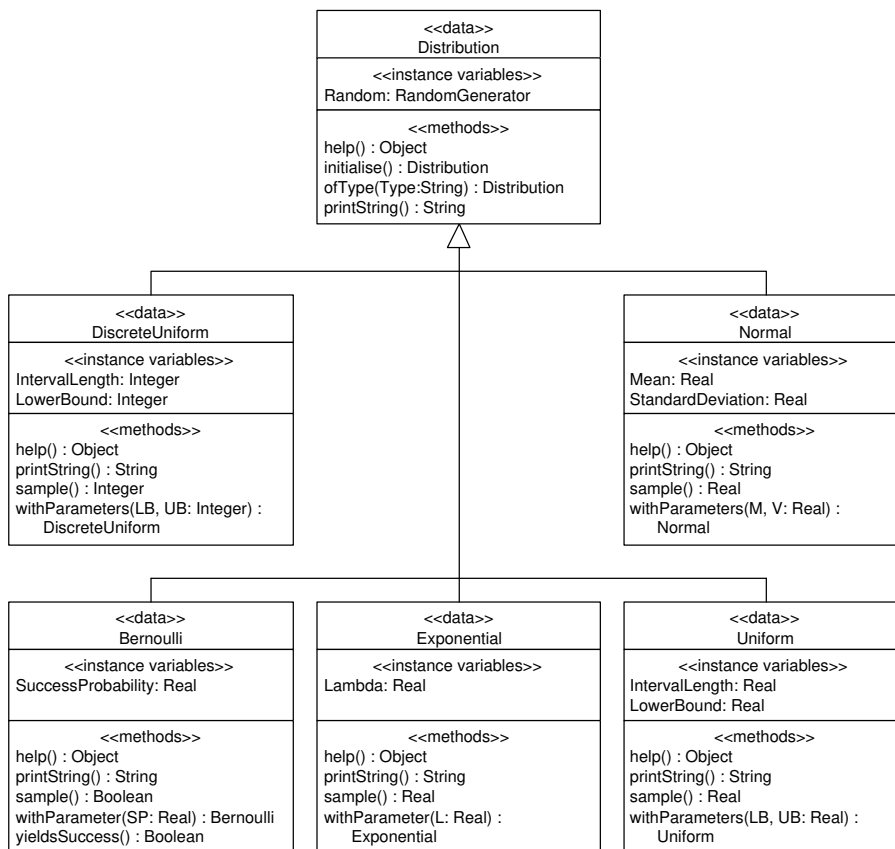 <<data>>
Distribution
<<instance variables>>
Random: RandomGenerator
<<methods>>
help() : Object
initialise() : Distribution
ofType(Type:String) : Distribution
printString() : String
<<data>>
DiscreteUniform
<<instance variables>>
IntervalLength: Integer
LowerBound: Integer
<<methods>>
help() : Object
printString() : String
sample() : Integer
withParameters(LB, UB: Integer) :
DiscreteUniform
<<data>>
Normal
<<instance variables>>
Mean: Real
StandardDeviation: Real
<<methods>>
help() : Object
printString() : String
sample() : Real
withParameters(M, V: Real) :
Normal
<<data>>
Bernoulli
<<instance variables>>
SuccessProbability: Real
<<methods>>
help() : Object
printString() : String
sample() : Boolean
withParameter(SP: Real) : Bernoulli
yieldsSuccess() : Boolean
<<data>>
Exponential
<<instance variables>>
Lambda: Real
<<methods>>
help() : Object
printString() : String
sample() : Real
withParameter(L: Real) :
Exponential
<<data>>
Uniform
<<instance variables>>
IntervalLength: Real
LowerBound: Real
<<methods>>
help() : Object
printString() : String
sample() : Real
withParameters(LB, UB: Real) :
Uniform